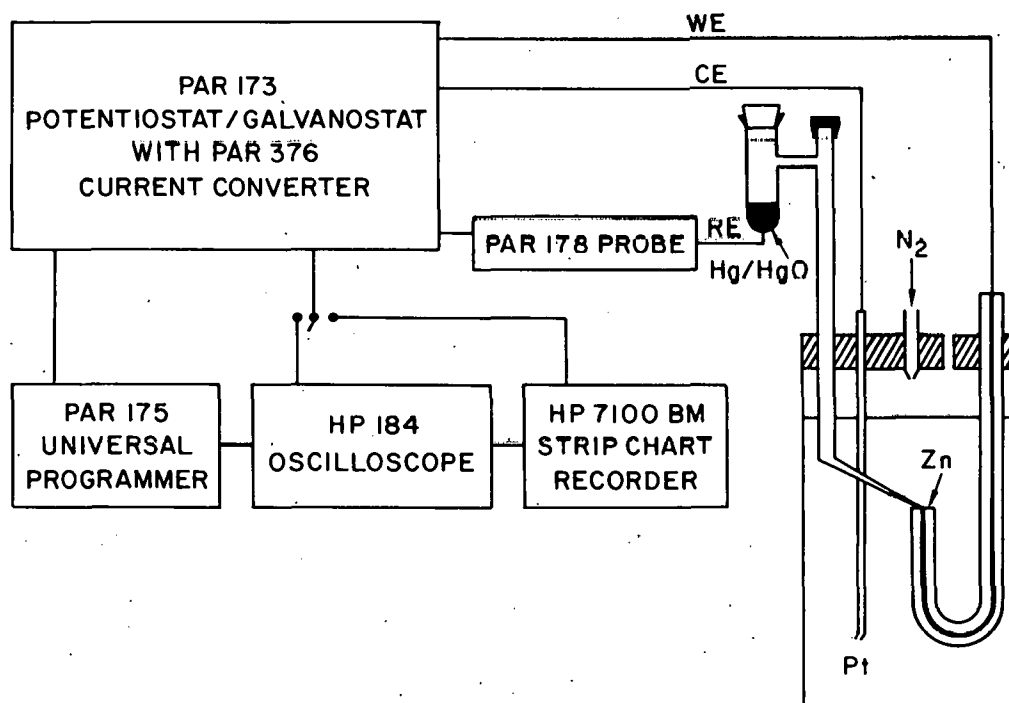 PAR 173
POTENTIOSTAT/GALVANOSTAT
WITH PAR 376
CURRENT CONVERTER
WE
CE
PAR 178 PROBE
RE
Hg/HgO
N2
PAR 175
UNIVERSAL
PROGRAMMER
HP 184
OSCILLOSCOPE
HP 7100 BM
STRIP CHART
RECORDER
Zn
Pt